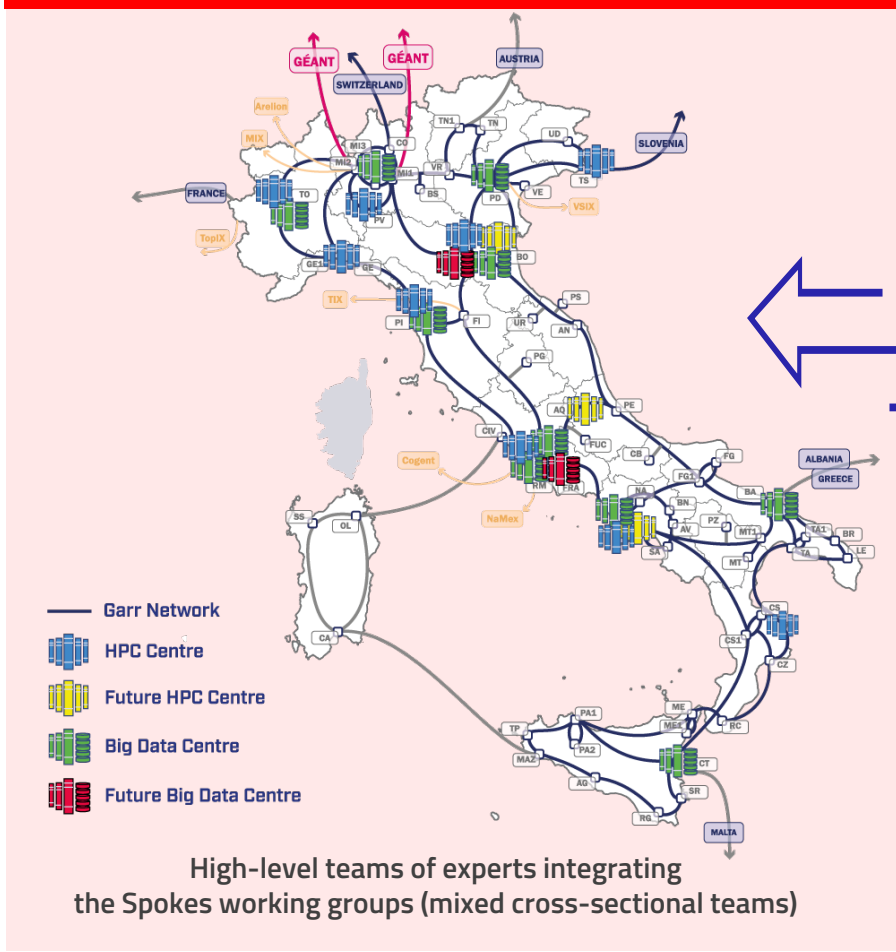 GÉANT
GÉANT
AUSTRIA
SWITZERLAND
Arelion
MIX
MI3
CO
TN1
TN
UD
SLOVENIA
MI2
MI1
VR
BS
PD
VE
TS
VSIX
FRANCE
TO
PV
TopIX
GE1
GE
BO
TIX
PI
FI
UR
PS
AN
PG
AQ
PE
CIV
FUC
CB
Cogent
RM
FRA
NaMex
NA
FG1
FG
BN
AV
SA
PZ
MT1
MT
BA
ALBANIA
GREECE
TA1
TA
BR
LE
SS
OL
CA
CS
CS1
CZ
Garr Network
HPC Centre
Future HPC Centre
Big Data Centre
Future Big Data Centre
TP
PA1
PA2
MAZ
AG
ME
ME1
RC
CT
SR
RG
MALTA
High-level teams of experts integrating
the Spokes working groups (mixed cross-sectional teams)